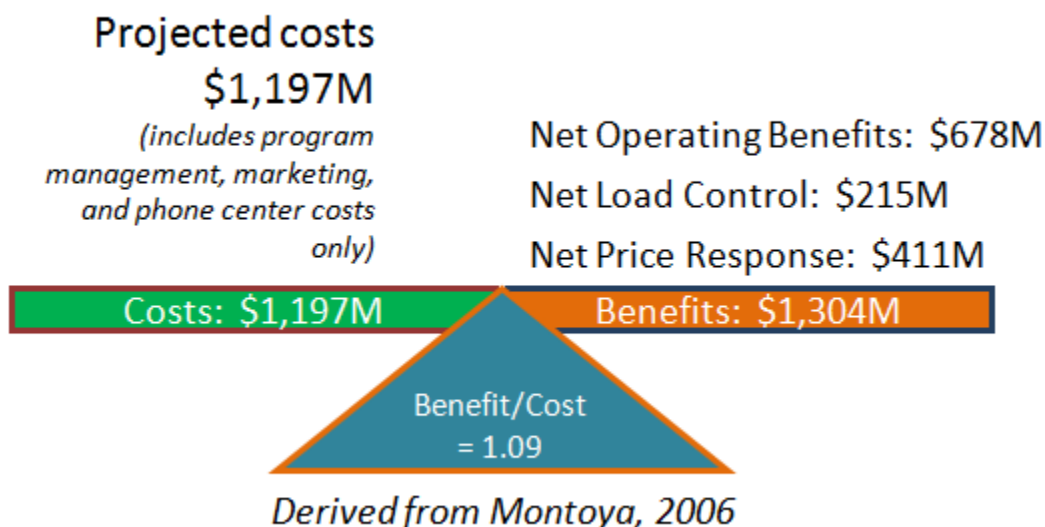 Projected costs
$1,197M
(includes program
management, marketing,
and phone center costs
only)
Net Operating Benefits: $678M
Net Load Control: $215M
Net Price Response: $411M
Costs: $1,197M
Benefits: $1,304M
Benefit/Cost
= 1.09
Derived from Montoya, 2006